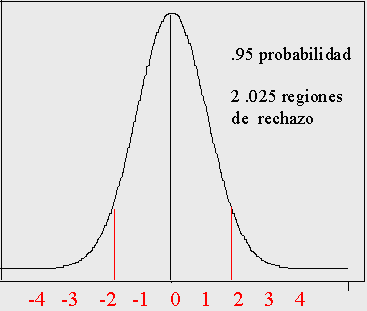 .95 probabilidad
2 .025 regiones
de rechazo
-4 -3 -2 -1 0 1 2 3 4